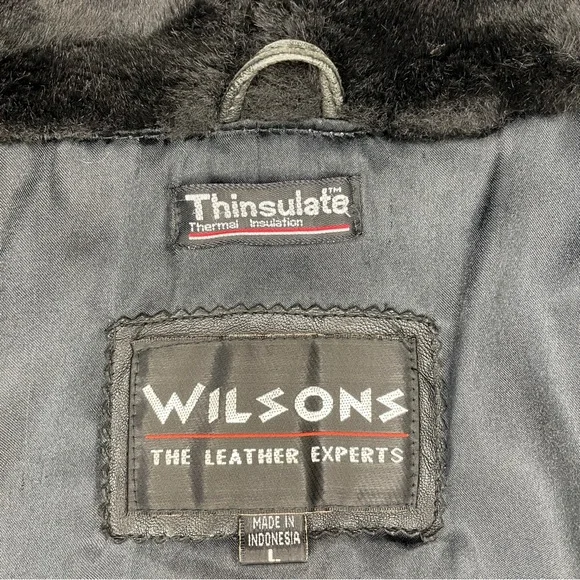 Thinsulate™
Thermal Insulation
WILSONS
THE LEATHER EXPERTS
MADE IN
INDONESIA
L